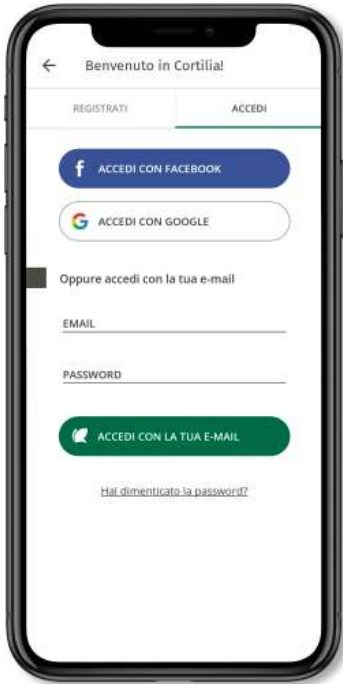 Benvenuto in Cortilia!
REGISTRATI
ACCEDI
ACCEDI CON FACEBOOK
ACCEDI CON GOOGLE
Oppure accedi con la tua e-mail
EMAIL
PASSWORD
ACCEDI CON LA TUA E-MAIL
Hai dimenticato la password?